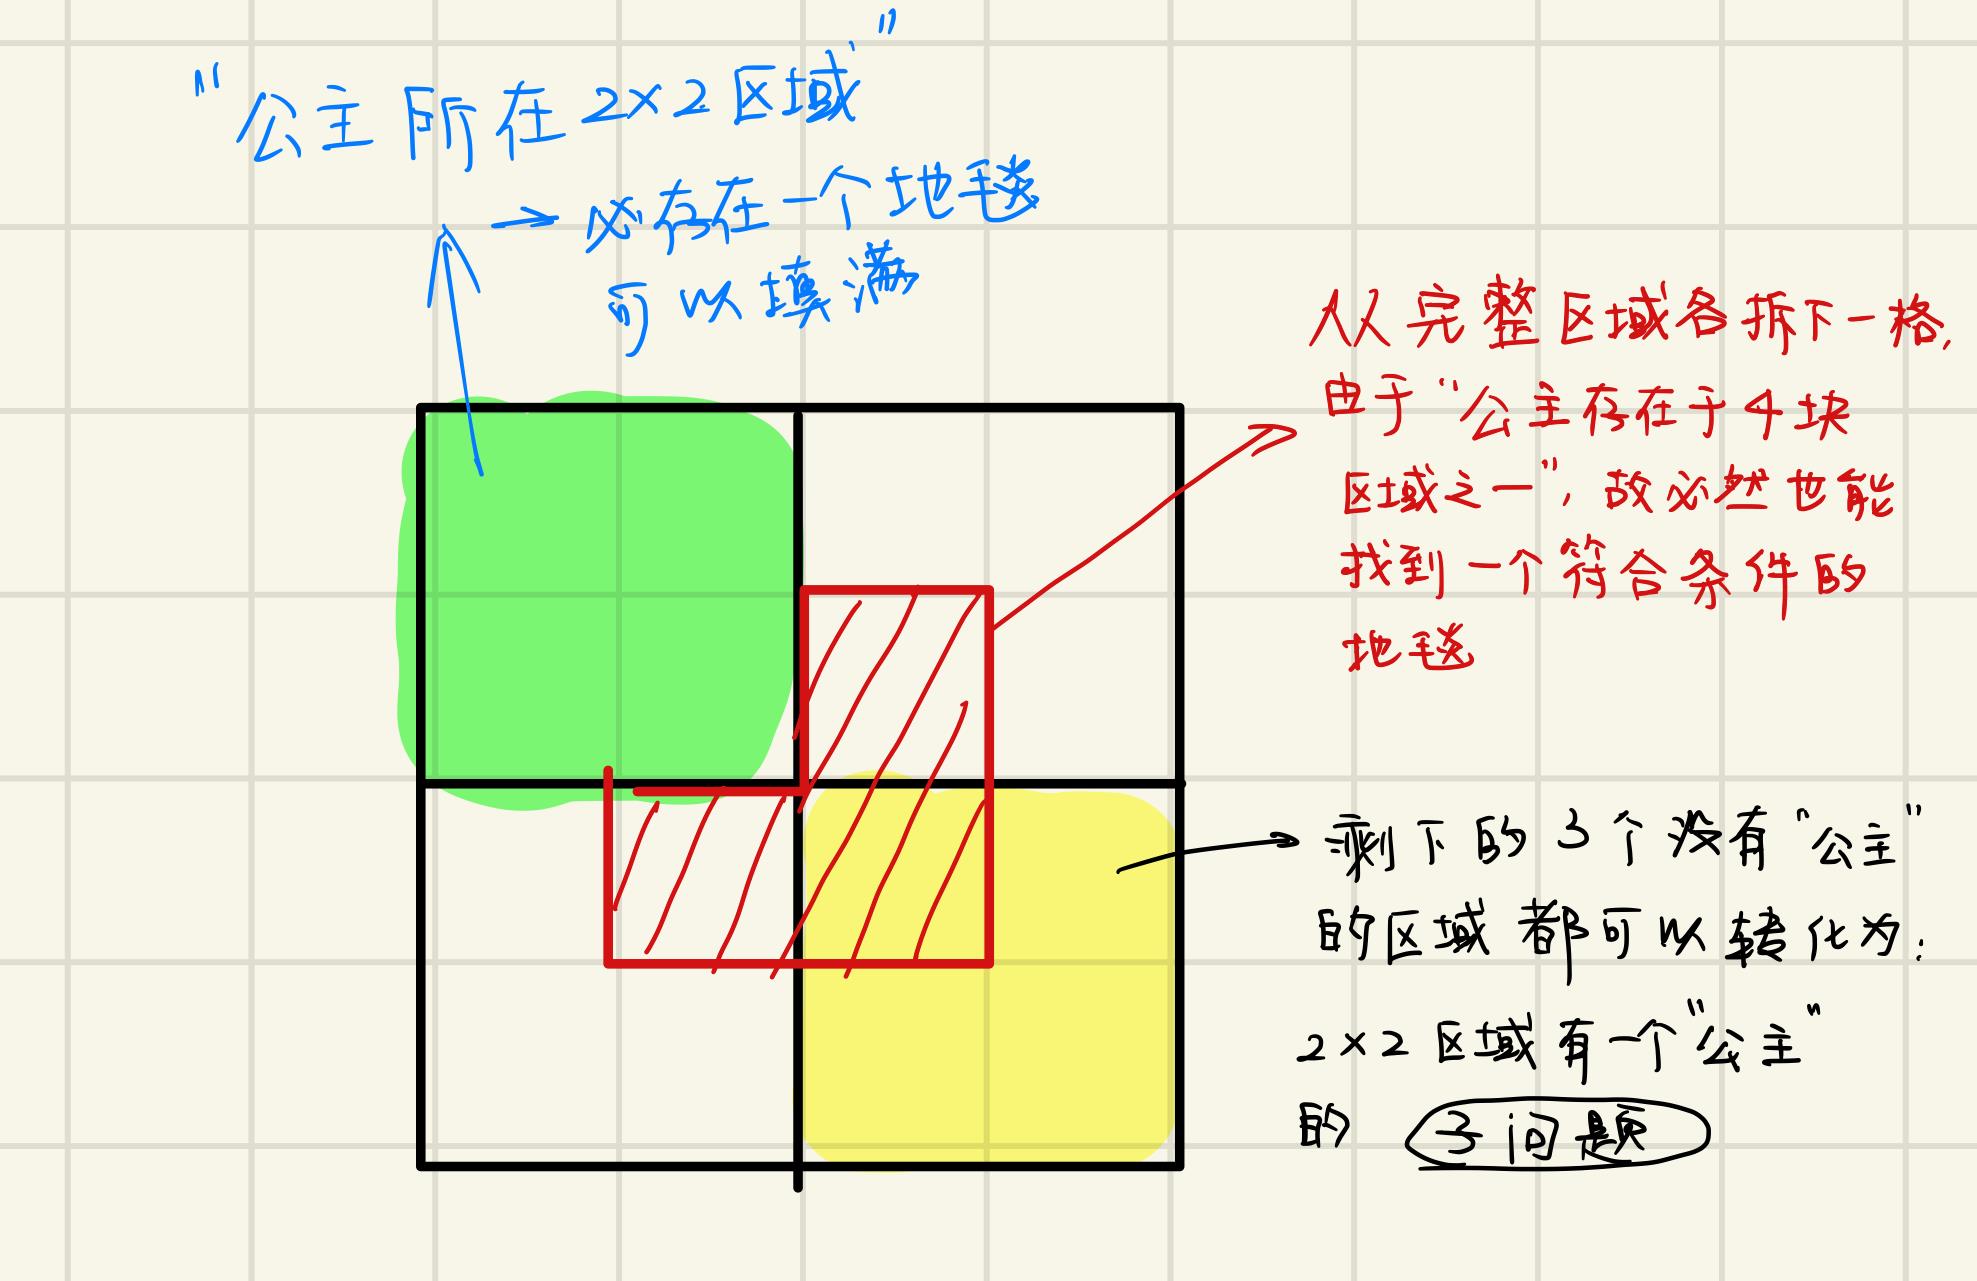 "公主所在2×2区域"
→必存在一个地毯
可以填满
从完整区域各拆下一格,
由于"公主存在于4块
区域之一",故必然也能
找到一个符合条件的
地毯
剩下的3个没有"公主"
的区域都可以转化为:
2×2区域有一个"公主"
的 子问题